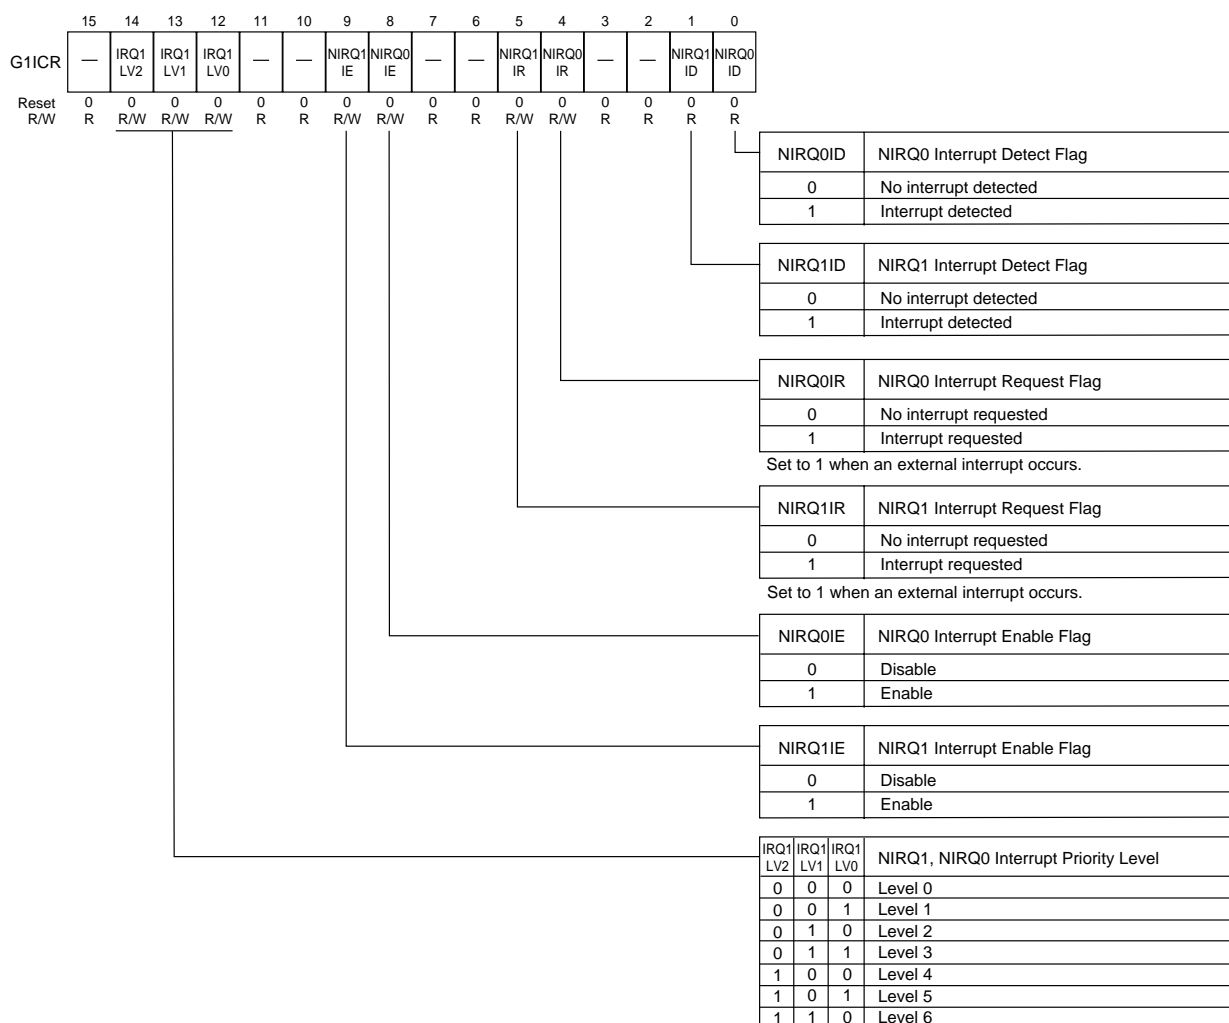 15 14 13 12 11 10 9 8 7 6 5 4 3 2 1 0
G1ICR — IRQ1 LV2 IRQ1 LV1 IRQ1 LV0 — — NIRQ1 IE NIRQ0 IE — — NIRQ1 IR NIRQ0 IR — — NIRQ1 ID NIRQ0 ID
Reset 0 0 0 0 0 0 0 0 0 0 0 0 0 0 0 0
R/W R R/W R/W R/W R R R/W R/W R R R/W R/W R R R R
NIRQ0ID NIRQ0 Interrupt Detect Flag
0 No interrupt detected
1 Interrupt detected
NIRQ1ID NIRQ1 Interrupt Detect Flag
0 No interrupt detected
1 Interrupt detected
NIRQ0IR NIRQ0 Interrupt Request Flag
0 No interrupt requested
1 Interrupt requested
Set to 1 when an external interrupt occurs.
NIRQ1IR NIRQ1 Interrupt Request Flag
0 No interrupt requested
1 Interrupt requested
Set to 1 when an external interrupt occurs.
NIRQ0IE NIRQ0 Interrupt Enable Flag
0 Disable
1 Enable
NIRQ1IE NIRQ1 Interrupt Enable Flag
0 Disable
1 Enable
IRQ1 LV2 IRQ1 LV1 IRQ1 LV0 NIRQ1, NIRQ0 Interrupt Priority Level
0 0 0 Level 0
0 0 1 Level 1
0 1 0 Level 2
0 1 1 Level 3
1 0 0 Level 4
1 0 1 Level 5
1 1 0 Level 6